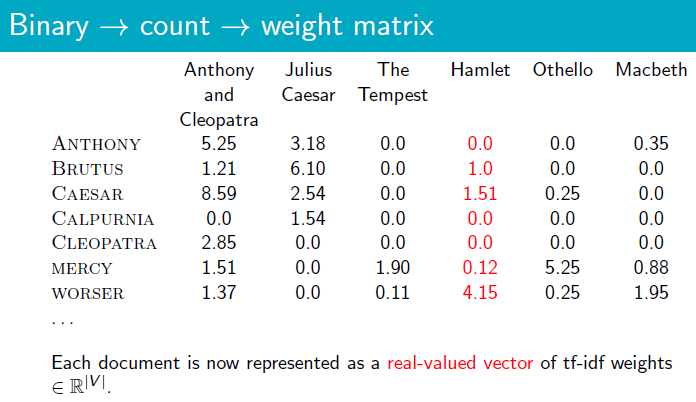 Binary → count → weight matrix
Anthony Julius The Hamlet Othello Macbeth
and Caesar Tempest
Cleopatra
ANTHONY 5.25 3.18 0.0 0.0 0.0 0.35
BRUTUS 1.21 6.10 0.0 1.0 0.0 0.0
CAESAR 8.59 2.54 0.0 1.51 0.25 0.0
CALPURNIA 0.0 1.54 0.0 0.0 0.0 0.0
CLEOPATRA 2.85 0.0 0.0 0.0 0.0 0.0
MERCY 1.51 0.0 1.90 0.12 5.25 0.88
WORSER 1.37 0.0 0.11 4.15 0.25 1.95
. . .
Each document is now represented as a real-valued vector of tf-idf weights
∈ ℝ^|V|.